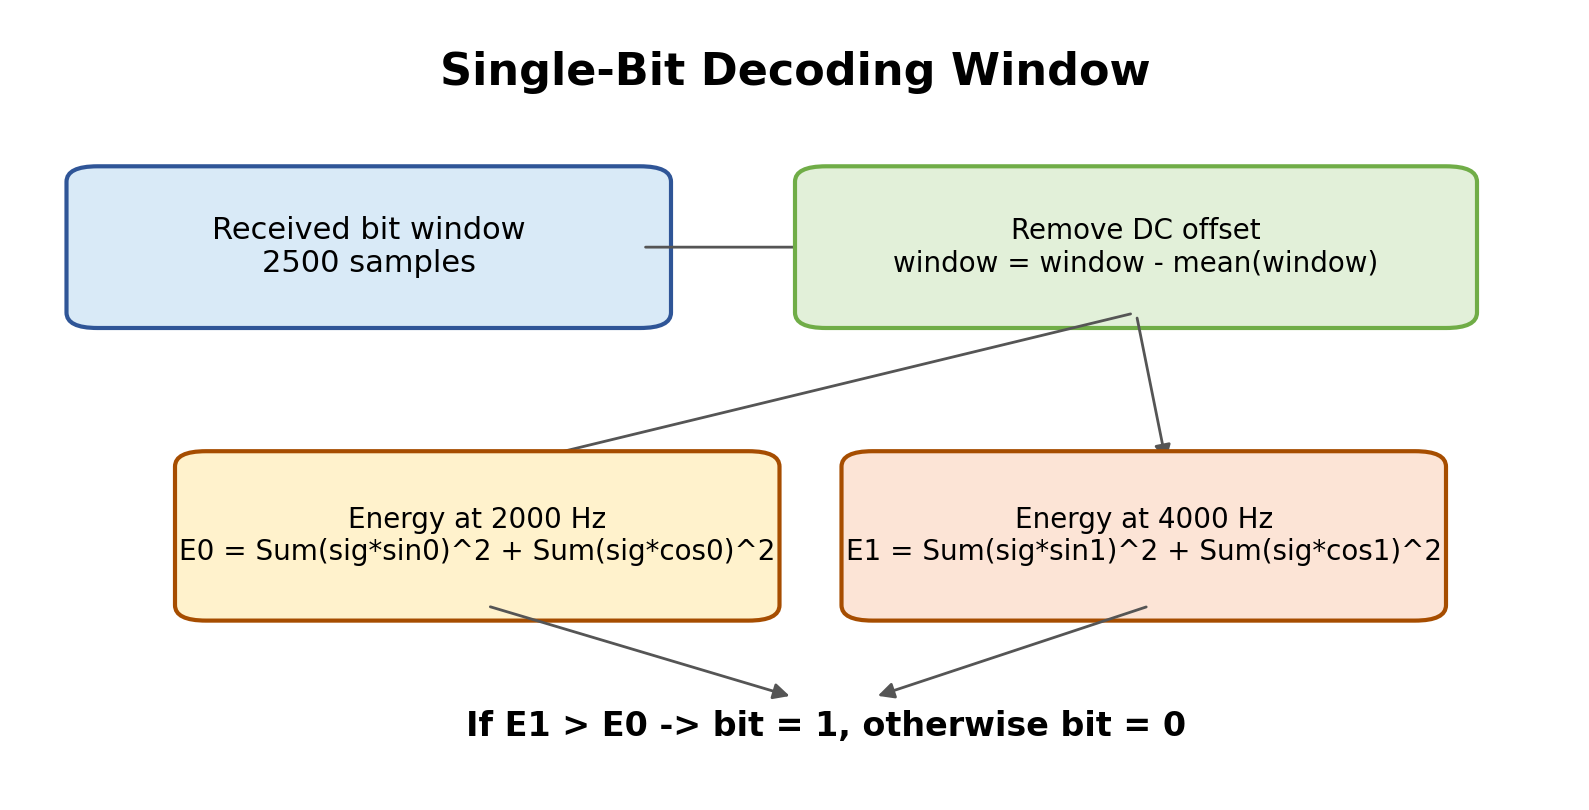 Single-Bit Decoding Window
Received bit window
2500 samples
Remove DC offset
window = window - mean(window)
Energy at 2000 Hz
E0 = Sum(sig*sin0)^2 + Sum(sig*cos0)^2
Energy at 4000 Hz
E1 = Sum(sig*sin1)^2 + Sum(sig*cos1)^2
If E1 > E0 -> bit = 1, otherwise bit = 0